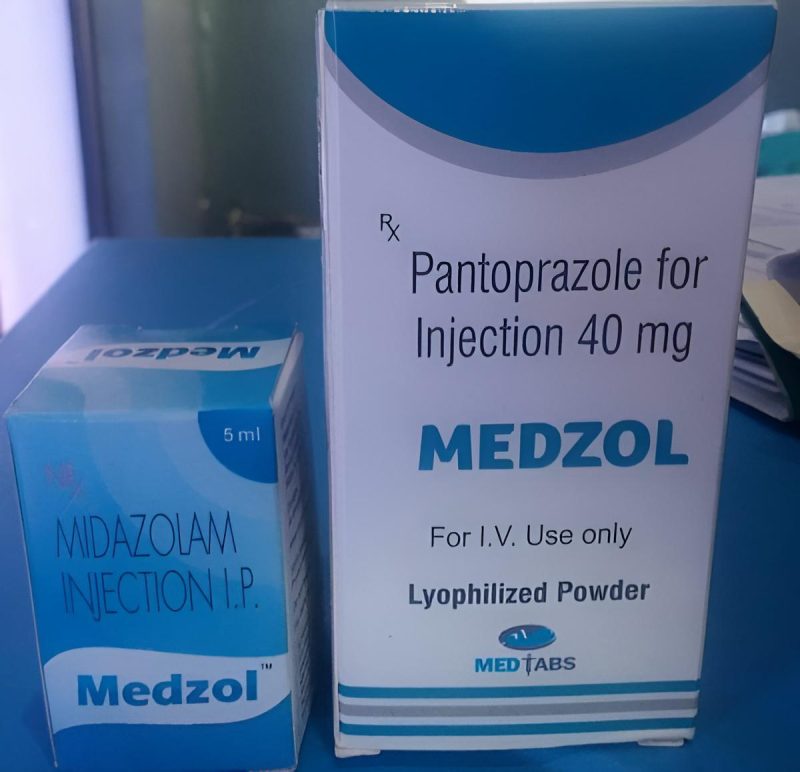 Medzol
5 ml
NRx
MIDAZOLAM
INJECTION I.P.
Medzol™
Rx
Pantoprazole for
Injection 40 mg
MEDZOL
For I.V. Use only
Lyophilized Powder
MEDTABS